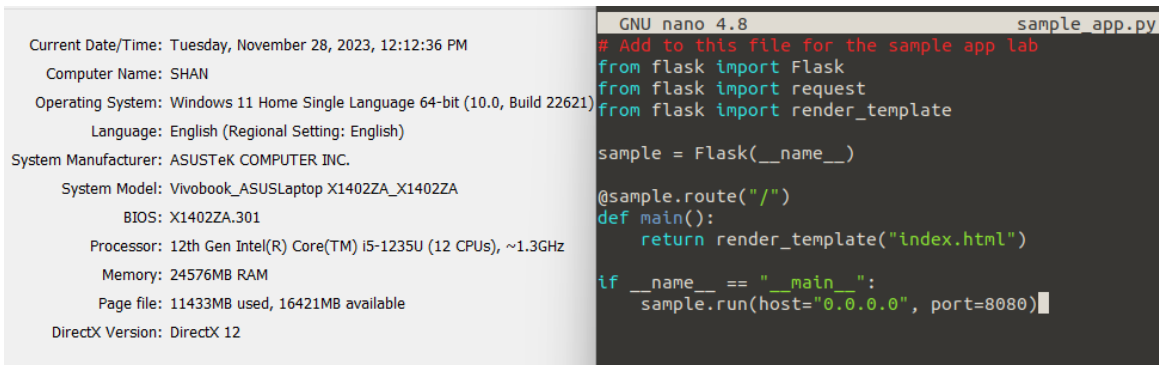 Current Date/Time: Tuesday, November 28, 2023, 12:12:36 PM
Computer Name: SHAN
Operating System: Windows 11 Home Single Language 64-bit (10.0, Build 22621)
Language: English (Regional Setting: English)
System Manufacturer: ASUSTeK COMPUTER INC.
System Model: Vivobook_ASUSLaptop X1402ZA_X1402ZA
BIOS: X1402ZA.301
Processor: 12th Gen Intel(R) Core(TM) i5-1235U (12 CPUs), ~1.3GHz
Memory: 24576MB RAM
Page file: 11433MB used, 16421MB available
DirectX Version: DirectX 12
GNU nano 4.8 sample_app.py
# Add to this file for the sample app lab
from flask import Flask
from flask import request
from flask import render_template
sample = Flask(__name__)
@sample.route("/")
def main():
    return render_template("index.html")
if __name__ == "__main__":
    sample.run(host="0.0.0.0", port=8080)